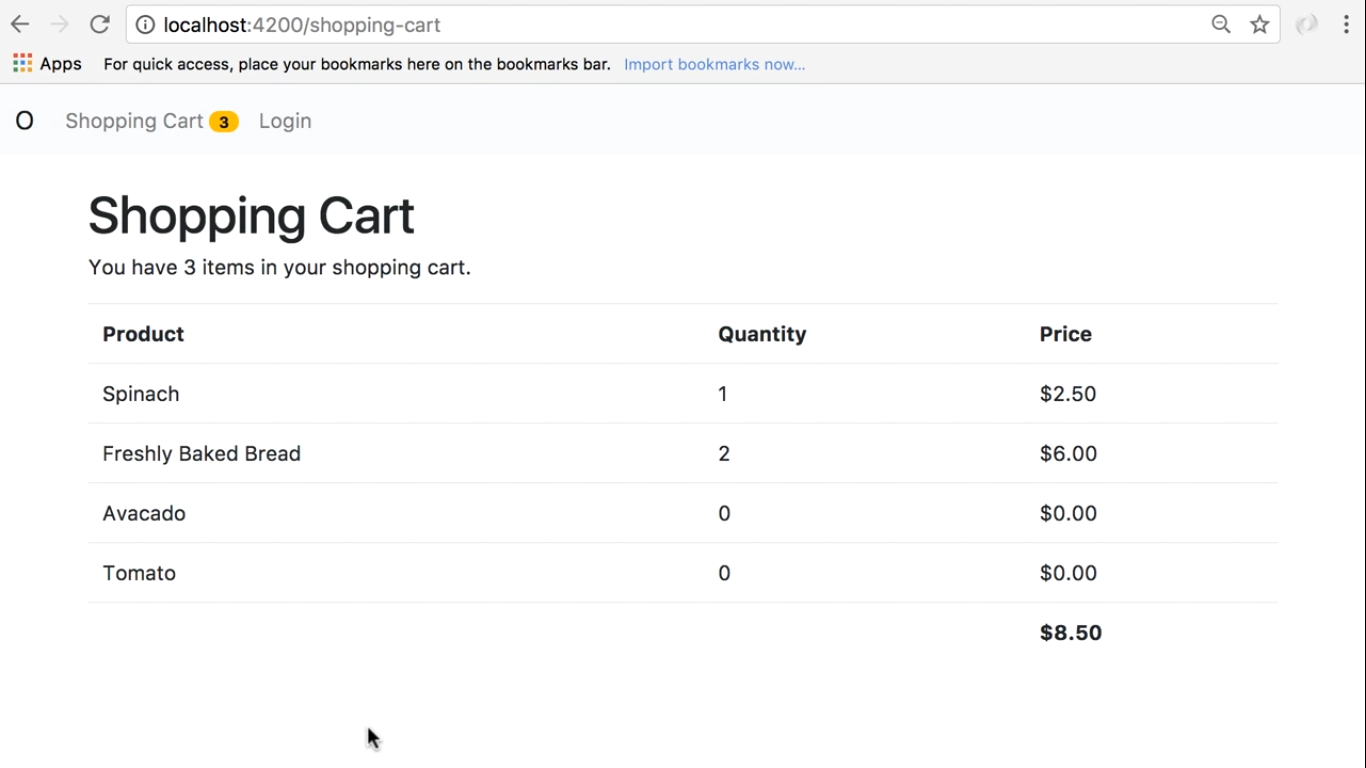 localhost:4200/shopping-cart
Apps For quick access, place your bookmarks here on the bookmarks bar. Import bookmarks now...
O Shopping Cart 3 Login
Shopping Cart
You have 3 items in your shopping cart.
Product Quantity Price
Spinach 1 $2.50
Freshly Baked Bread 2 $6.00
Avacado 0 $0.00
Tomato 0 $0.00
$8.50